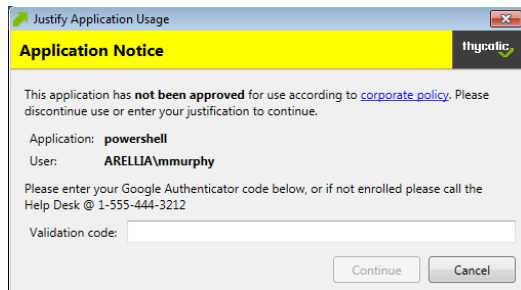 Justify Application Usage
Application Notice
thycotic
This application has not been approved for use according to corporate policy. Please
discontinue use or enter your justification to continue.
Application: powershell
User: ARELLIA\mmurphy
Please enter your Google Authenticator code below, or if not enrolled please call the
Help Desk @ 1-555-444-3212
Validation code:
Continue Cancel